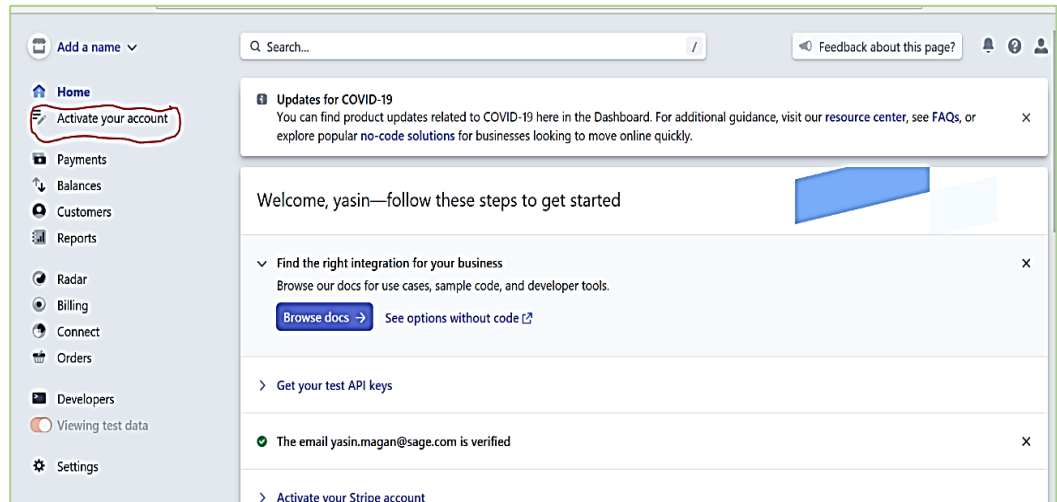 Add a name
Search...
/
Feedback about this page?
Home
Activate your account
Payments
Balances
Customers
Reports
Radar
Billing
Connect
Orders
Developers
Viewing test data
Settings
Updates for COVID-19
You can find product updates related to COVID-19 here in the Dashboard. For additional guidance, visit our resource center, see FAQs, or
explore popular no-code solutions for businesses looking to move online quickly.
Welcome, yasin—follow these steps to get started
Find the right integration for your business
Browse our docs for use cases, sample code, and developer tools.
Browse docs →
See options without code
Get your test API keys
The email yasin.magan@sage.com is verified
Activate your Stripe account